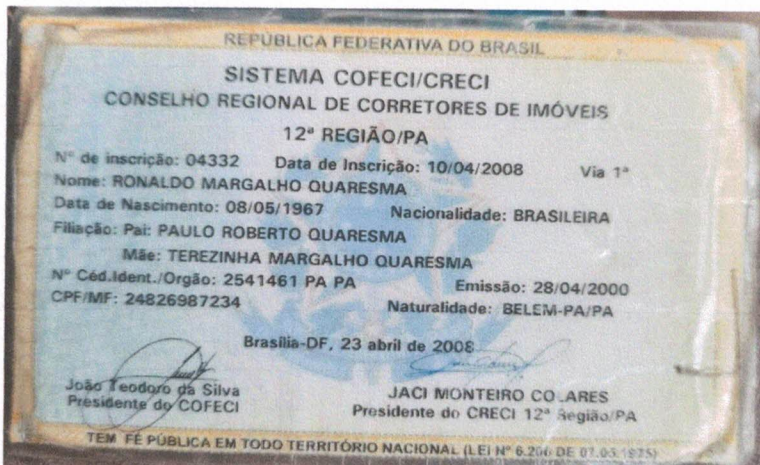 REPÚBLICA FEDERATIVA DO BRASIL
SISTEMA COFECI/CRECI
CONSELHO REGIONAL DE CORRETORES DE IMÓVEIS
12ª REGIÃO/PA
Nº de inscrição: 04332 Data de Inscrição: 10/04/2008 Via 1ª
Nome: RONALDO MARGALHO QUARESMA
Data de Nascimento: 08/05/1967 Nacionalidade: BRASILEIRA
Filiação: Pai: PAULO ROBERTO QUARESMA
Mãe: TEREZINHA MARGALHO QUARESMA
Nº Céd.Ident./Orgão: 2541461 PA PA Emissão: 28/04/2000
CPF/MF: 24826987234 Naturalidade: BELEM-PA/PA
Brasília-DF, 23 abril de 2008
João Teodoro da Silva JACI MONTEIRO COLARES
Presidente do COFECI Presidente do CRECI 12ª Região/PA
TEM FÉ PÚBLICA EM TODO TERRITÓRIO NACIONAL (LEI Nº 6.206 DE 07.05.1975)